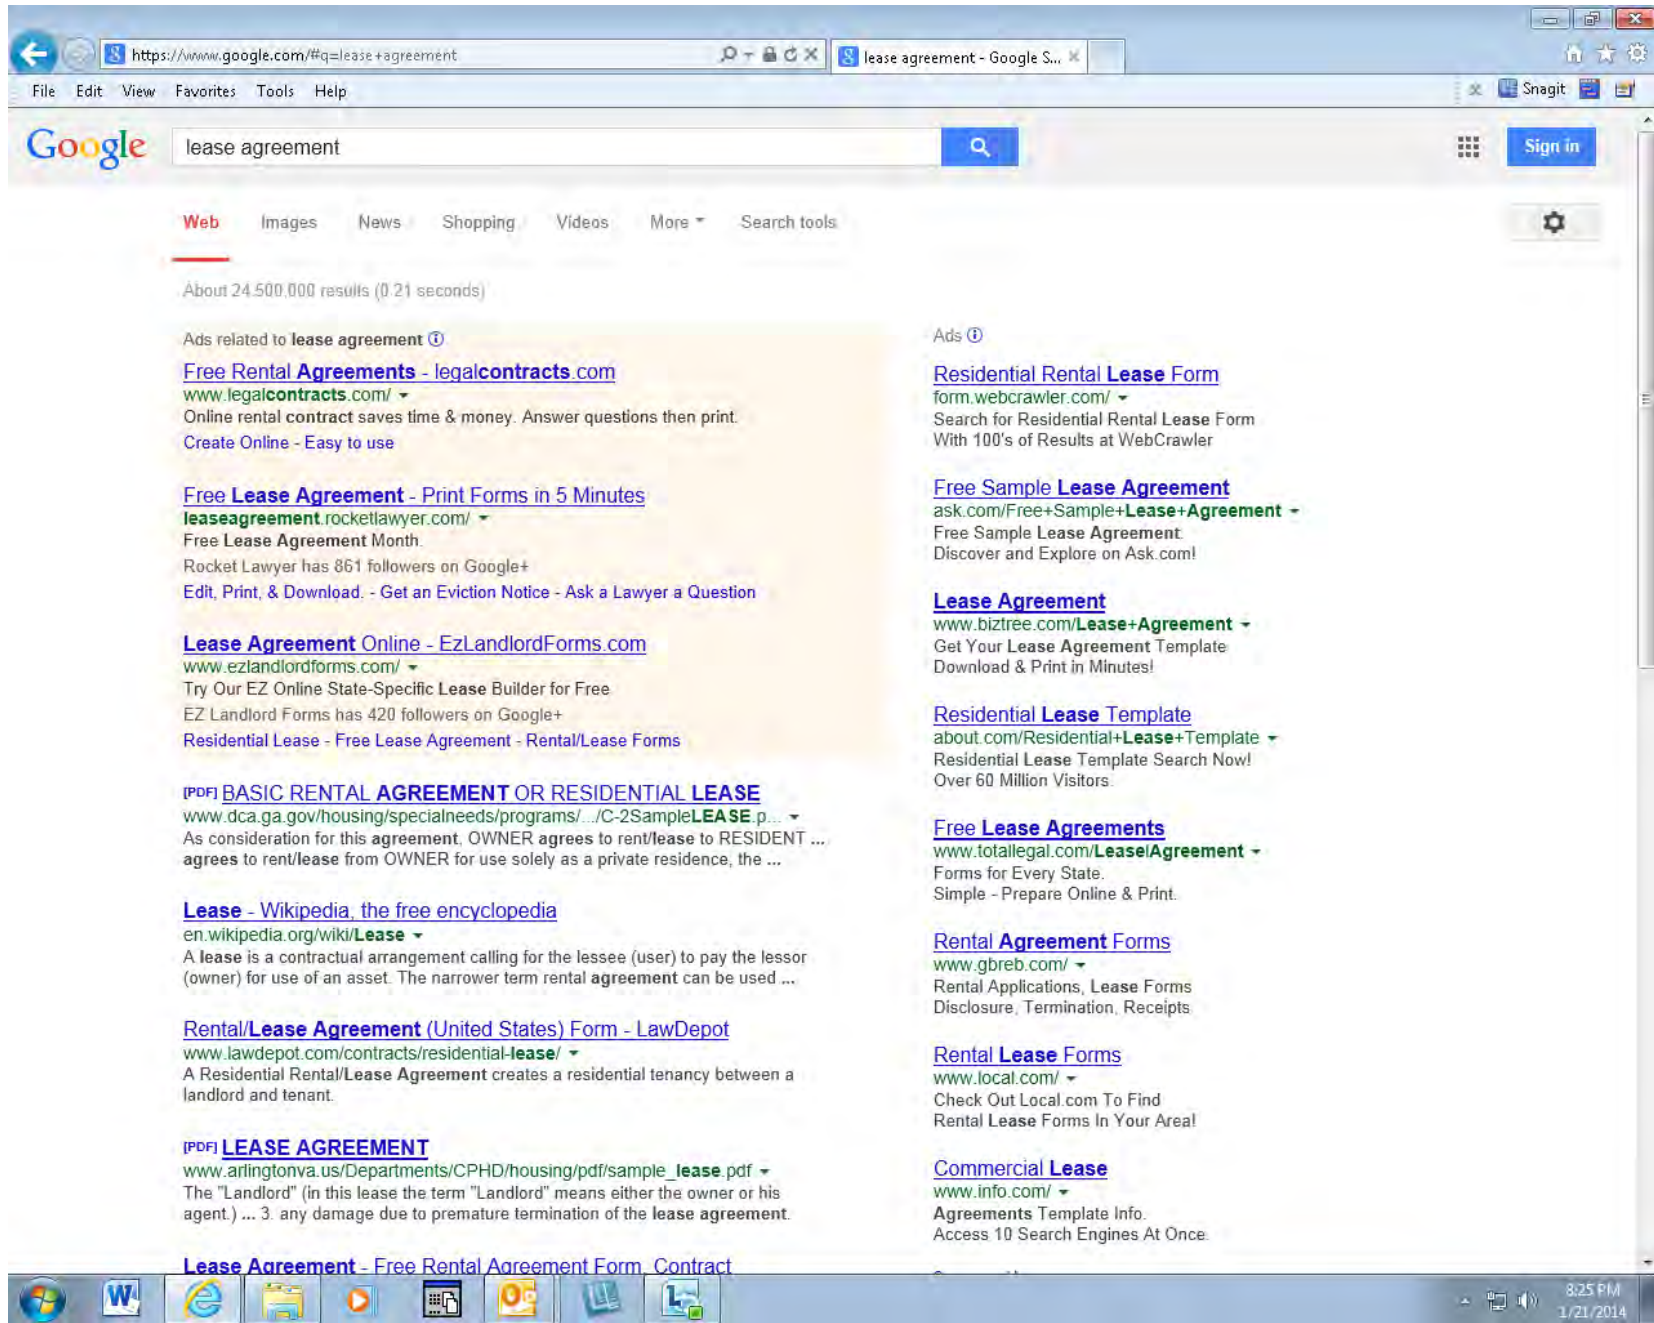 https://www.google.com/#q=lease+agreement
lease agreement - Google S...
File Edit View Favorites Tools Help
Snagit
Google
lease agreement
Sign in
Web Images News Shopping Videos More Search tools
About 24,500,000 results (0.21 seconds)
Ads related to lease agreement
Free Rental Agreements - legalcontracts.com
www.legalcontracts.com/
Online rental contract saves time & money. Answer questions then print.
Create Online - Easy to use
Free Lease Agreement - Print Forms in 5 Minutes
leaseagreement.rocketlawyer.com/
Free Lease Agreement Month.
Rocket Lawyer has 861 followers on Google+
Edit, Print, & Download. - Get an Eviction Notice - Ask a Lawyer a Question
Lease Agreement Online - EzLandlordForms.com
www.ezlandlordforms.com/
Try Our EZ Online State-Specific Lease Builder for Free
EZ Landlord Forms has 420 followers on Google+
Residential Lease - Free Lease Agreement - Rental/Lease Forms
[PDF] BASIC RENTAL AGREEMENT OR RESIDENTIAL LEASE
www.dca.ga.gov/housing/specialneeds/programs/.../C-2SampleLEASE.p...
As consideration for this agreement, OWNER agrees to rent/lease to RESIDENT ...
agrees to rent/lease from OWNER for use solely as a private residence, the ...
Lease - Wikipedia, the free encyclopedia
en.wikipedia.org/wiki/Lease
A lease is a contractual arrangement calling for the lessee (user) to pay the lessor
(owner) for use of an asset. The narrower term rental agreement can be used ...
Rental/Lease Agreement (United States) Form - LawDepot
www.lawdepot.com/contracts/residential-lease/
A Residential Rental/Lease Agreement creates a residential tenancy between a
landlord and tenant.
[PDF] LEASE AGREEMENT
www.arlingtonva.us/Departments/CPHD/housing/pdf/sample_lease.pdf
The "Landlord" (in this lease the term "Landlord" means either the owner or his
agent.) ... 3. any damage due to premature termination of the lease agreement.
Lease Agreement - Free Rental Agreement Form, Contract
Ads
Residential Rental Lease Form
form.webcrawler.com/
Search for Residential Rental Lease Form
With 100's of Results at WebCrawler
Free Sample Lease Agreement
ask.com/Free+Sample+Lease+Agreement
Free Sample Lease Agreement.
Discover and Explore on Ask.com!
Lease Agreement
www.biztree.com/Lease+Agreement
Get Your Lease Agreement Template
Download & Print in Minutes!
Residential Lease Template
about.com/Residential+Lease+Template
Residential Lease Template Search Now!
Over 60 Million Visitors.
Free Lease Agreements
www.totallegal.com/Lease|Agreement
Forms for Every State.
Simple - Prepare Online & Print.
Rental Agreement Forms
www.gbreb.com/
Rental Applications, Lease Forms
Disclosure, Termination, Receipts
Rental Lease Forms
www.local.com/
Check Out Local.com To Find
Rental Lease Forms In Your Area!
Commercial Lease
www.info.com/
Agreements Template Info.
Access 10 Search Engines At Once.
8:25 PM
1/21/2014